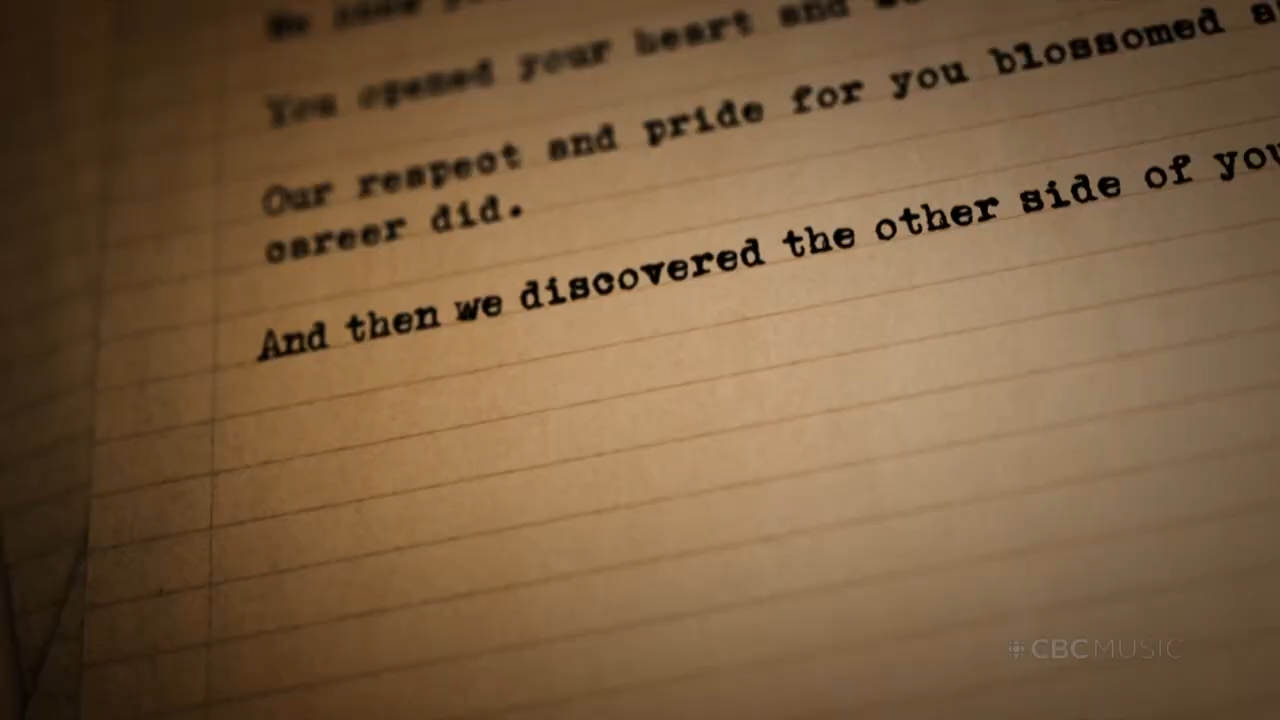 You opened your heart and
Our respect and pride for you blossomed
career did.
And then we discovered the other side of
CBC MUSIC